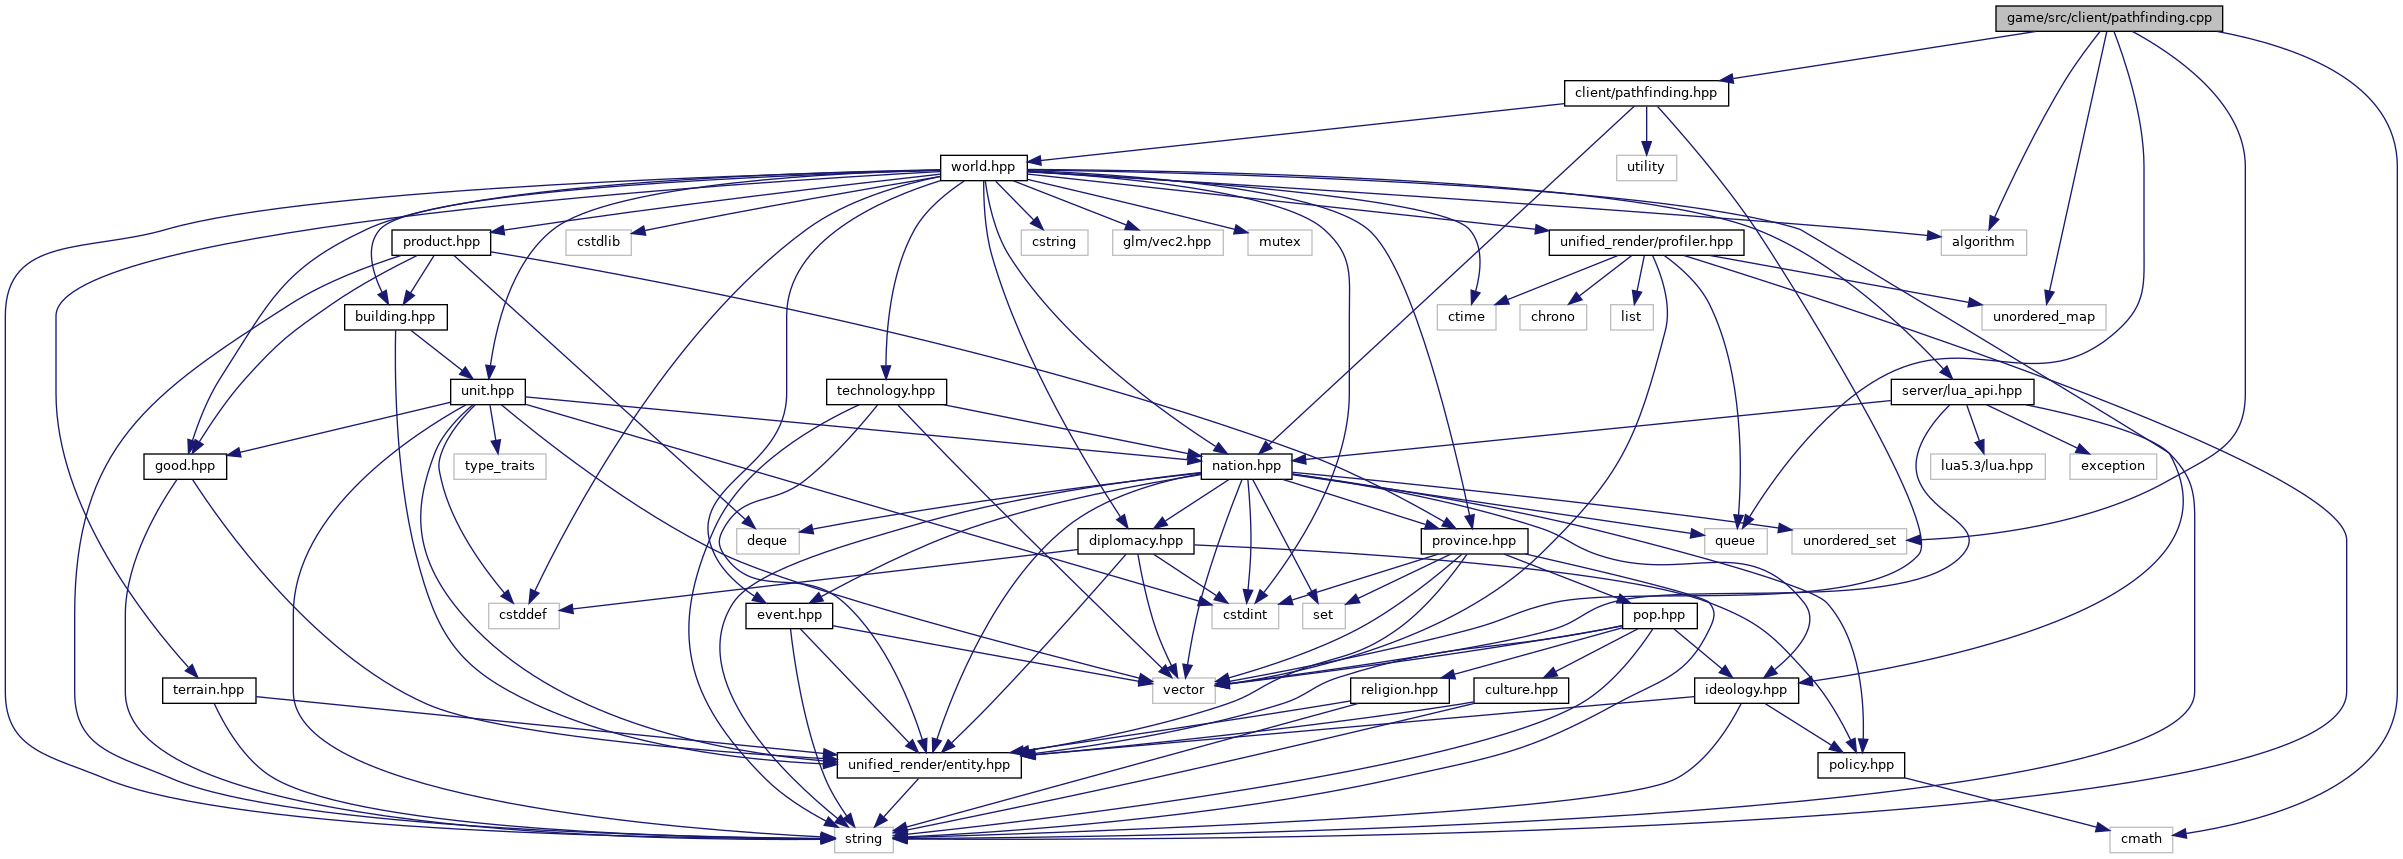 game/src/client/pathfinding.cpp
client/pathfinding.hpp
world.hpp
utility
product.hpp
cstdlib
cstring
glm/vec2.hpp
mutex
unified_render/profiler.hpp
algorithm
building.hpp
ctime
chrono
list
unordered_map
unit.hpp
technology.hpp
server/lua_api.hpp
good.hpp
type_traits
nation.hpp
lua5.3/lua.hpp
exception
deque
diplomacy.hpp
province.hpp
queue
unordered_set
cstddef
event.hpp
cstdint
set
pop.hpp
terrain.hpp
vector
religion.hpp
culture.hpp
ideology.hpp
unified_render/entity.hpp
policy.hpp
string
cmath